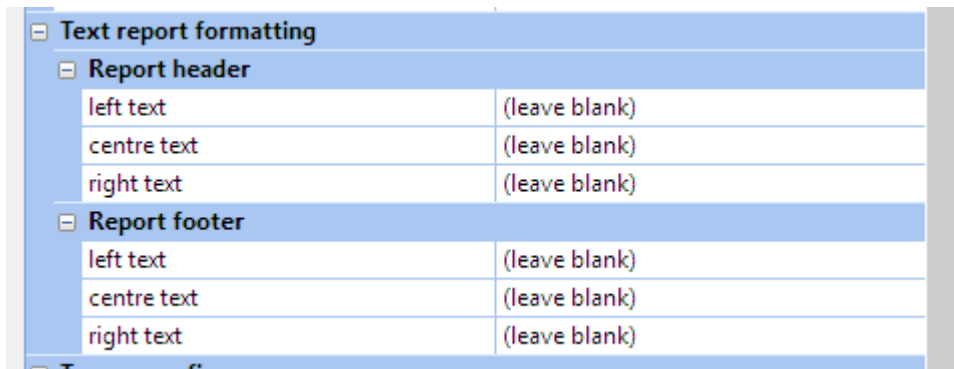 Text report formatting
Report header
left text (leave blank)
centre text (leave blank)
right text (leave blank)
Report footer
left text (leave blank)
centre text (leave blank)
right text (leave blank)